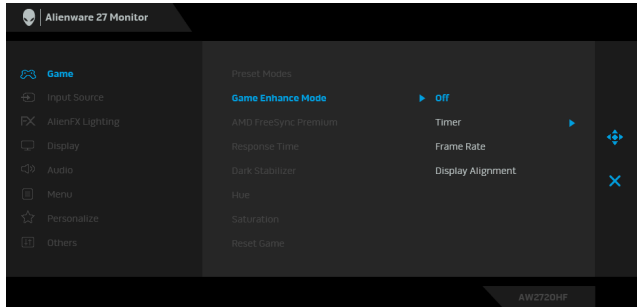 Alienware 27 Monitor
Game
Input Source
FX AlienFX Lighting
Display
Audio
Menu
Personalize
Others
Preset Modes
Game Enhance Mode
AMD FreeSync Premium
Response Time
Dark Stabilizer
Hue
Saturation
Reset Game
Off
Timer
Frame Rate
Display Alignment
AW2720HF